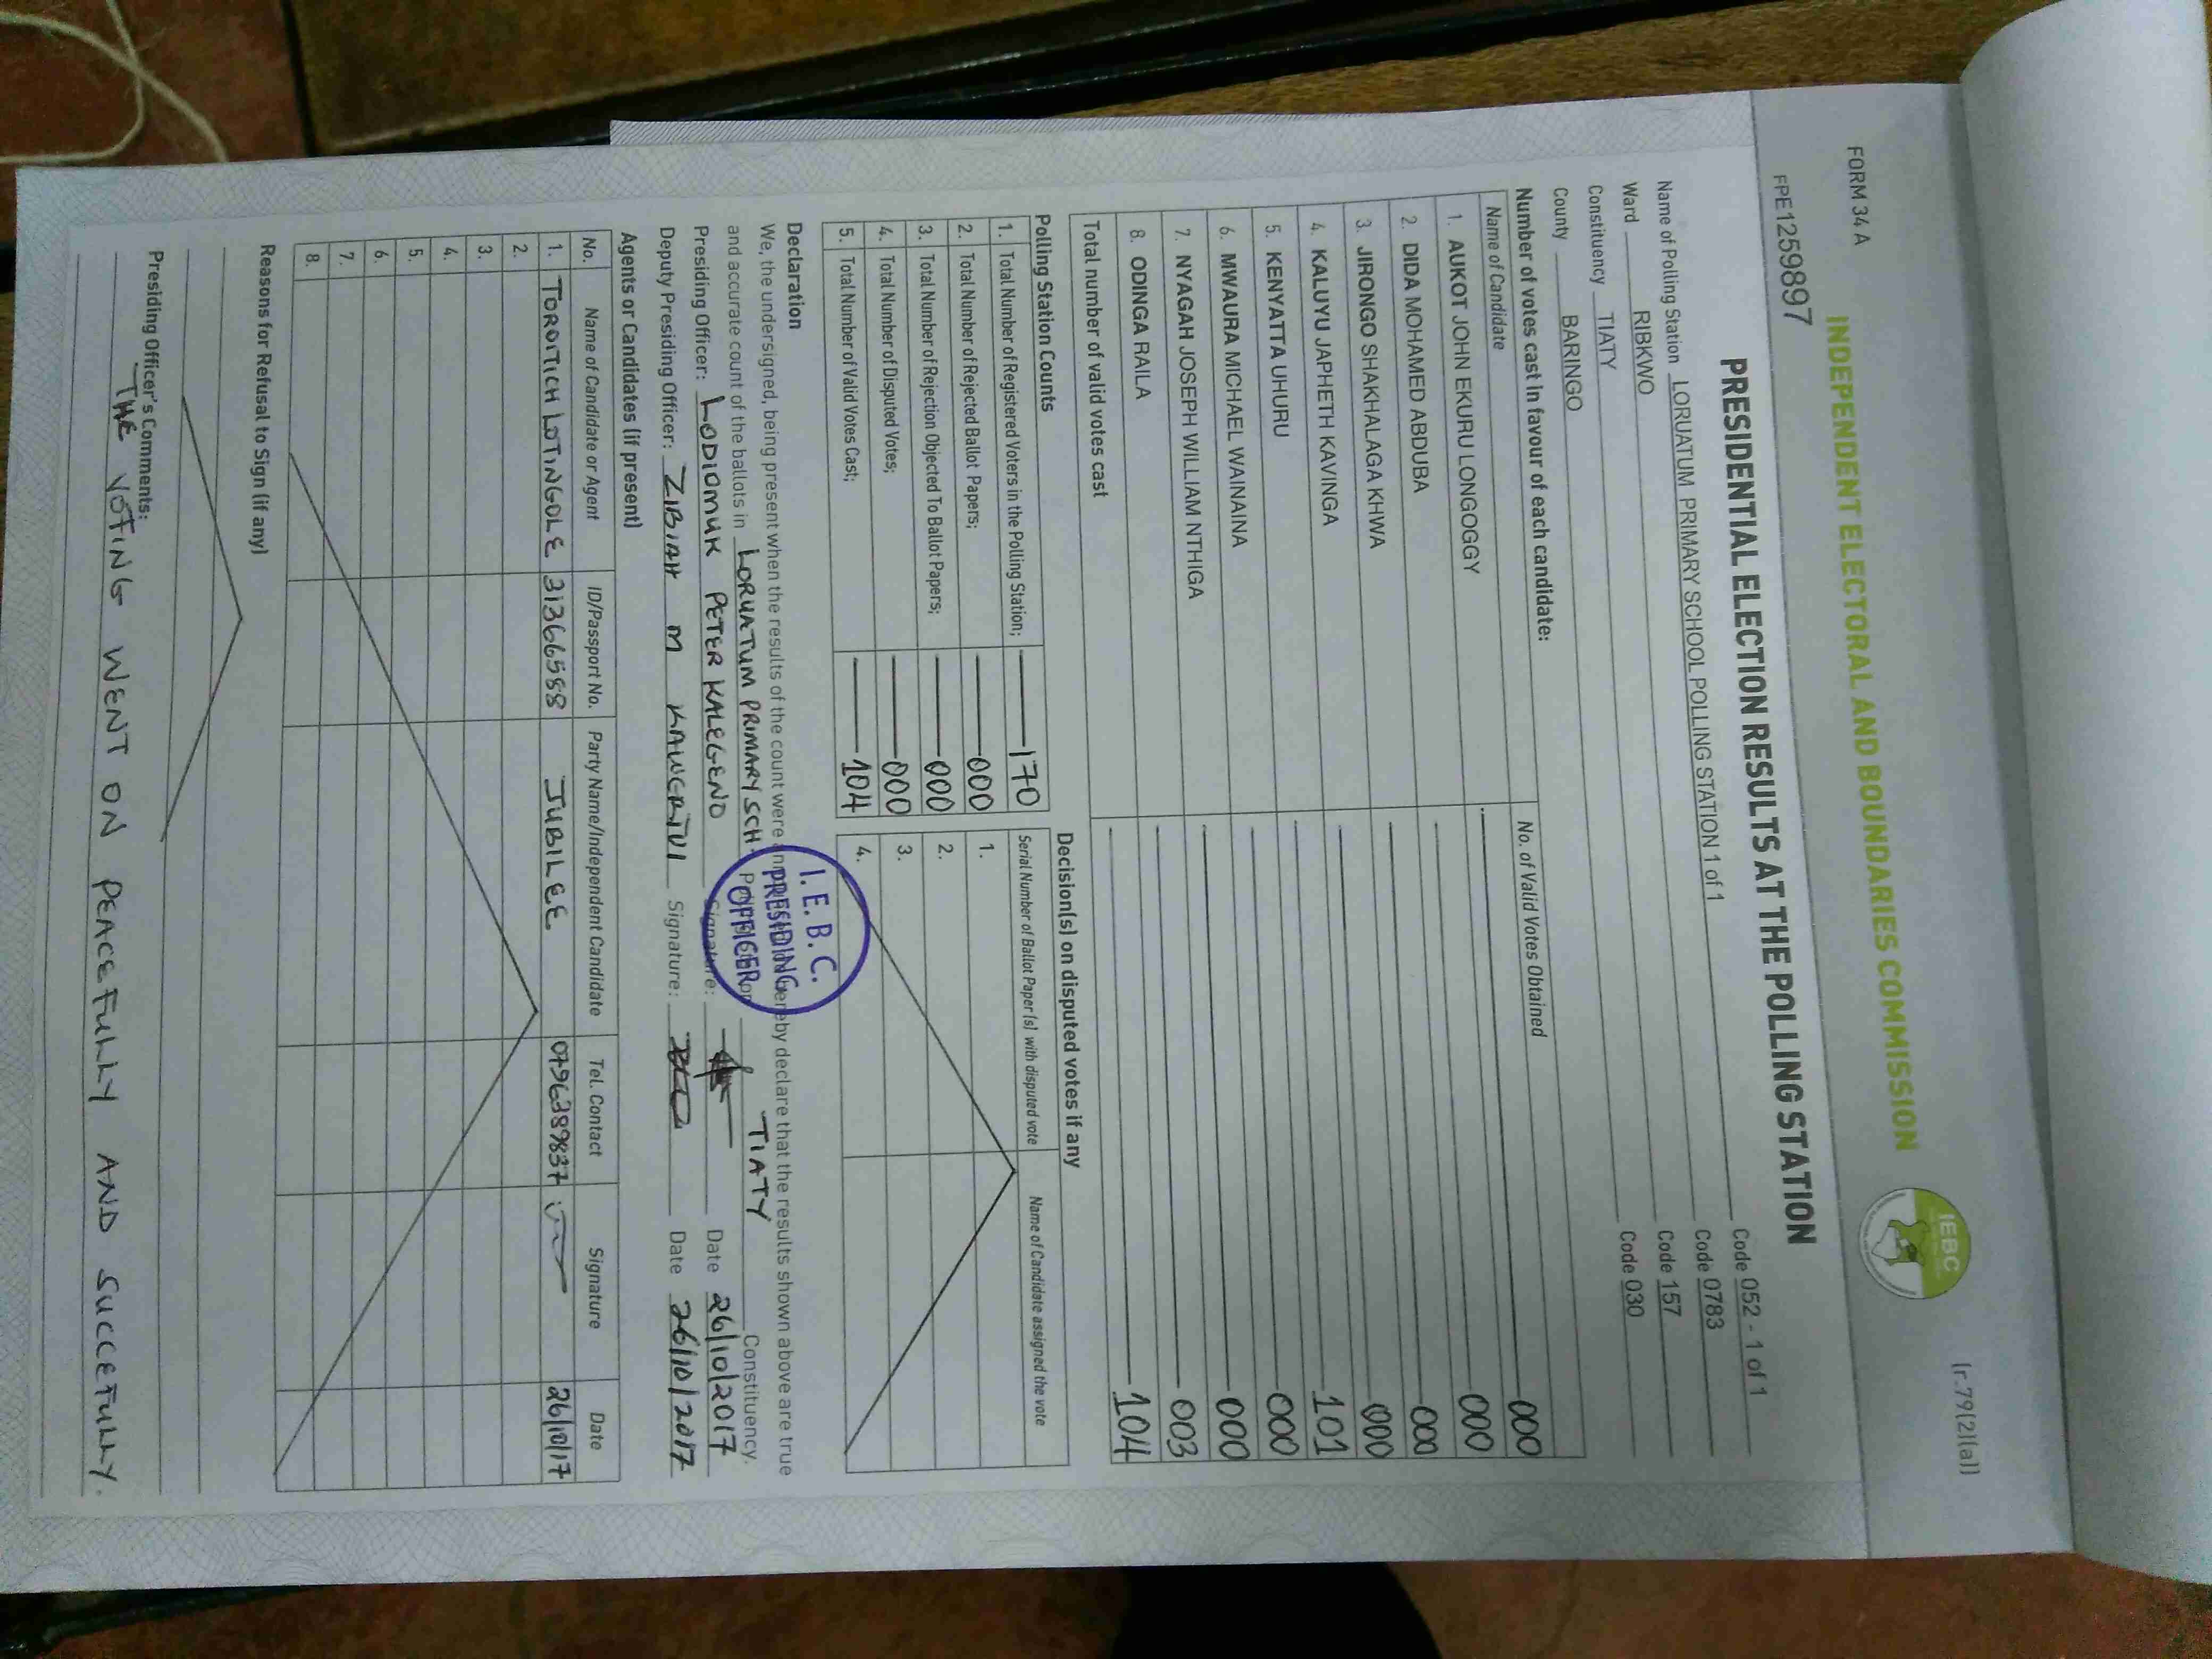 FORM 34 A
(r.79(2)(a))
INDEPENDENT ELECTORAL AND BOUNDARIES COMMISSION
IEBC
FPE1259897
PRESIDENTIAL ELECTION RESULTS AT THE POLLING STATION
Name of Polling Station LORUATUM PRIMARY SCHOOL POLLING STATION 1 of 1 Code 052 - 1 of 1
Ward RIBKWO Code 0783
Constituency TIATY Code 157
County BARINGO Code 030
Number of votes cast in favour of each candidate:
Name of Candidate No. of Valid Votes Obtained
1. AUKOT JOHN EKURU LONGOGGY 000
2. DIDA MOHAMED ABDUBA 000
3. JIRONGO SHAKHALAGA KHWA 000
4. KALUYU JAPHETH KAVINGA 000
5. KENYATTA UHURU 101
6. MWAURA MICHAEL WAINAINA 000
7. NYAGAH JOSEPH WILLIAM NTHIGA 000
8. ODINGA RAILA 003
Total number of valid votes cast 104
Polling Station Counts
1. Total Number of Registered Voters in the Polling Station; 170
2. Total Number of Rejected Ballot Papers; 000
3. Total Number of Rejection Objected To Ballot Papers; 000
4. Total Number of Disputed Votes; 000
5. Total Number of Valid Votes Cast; 104
Decision(s) on disputed votes if any
Serial Number of Ballot Paper (s) with disputed vote Name of Candidate assigned the vote
1.
2.
3.
4.
Declaration
We, the undersigned, being present when the results of the count were announced, do hereby declare that the results shown above are true
and accurate count of the ballots in LORUATUM PRIMARY SCH. Polling Station TIATY Constituency.
Presiding Officer: LODIOMUK PETER KALEGENO Signature: Date 26/10/2017
Deputy Presiding Officer: ZIBIAH M Signature: Date 26/10/2017
I.E.B.C.
PRESIDING
OFFICER
Agents or Candidates (if present)
No. Name of Candidate or Agent ID/Passport No. Party Name/Independent Candidate Tel. Contact Signature Date
1. TOROITICH LOTINGOLE 31366588 JUBILEE 0796389837 26/10/17
2.
3.
4.
5.
6.
7.
8.
Reasons for Refusal to Sign (if any)
Presiding Officer's Comments:
THE VOTING WENT ON PEACEFULLY AND SUCCEFULLY.